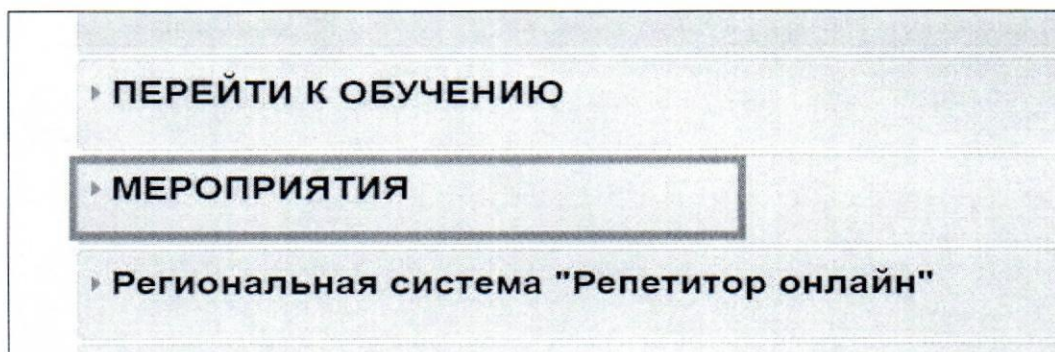 ПЕРЕЙТИ К ОБУЧЕНИЮ
МЕРОПРИЯТИЯ
Региональная система "Репетитор онлайн"